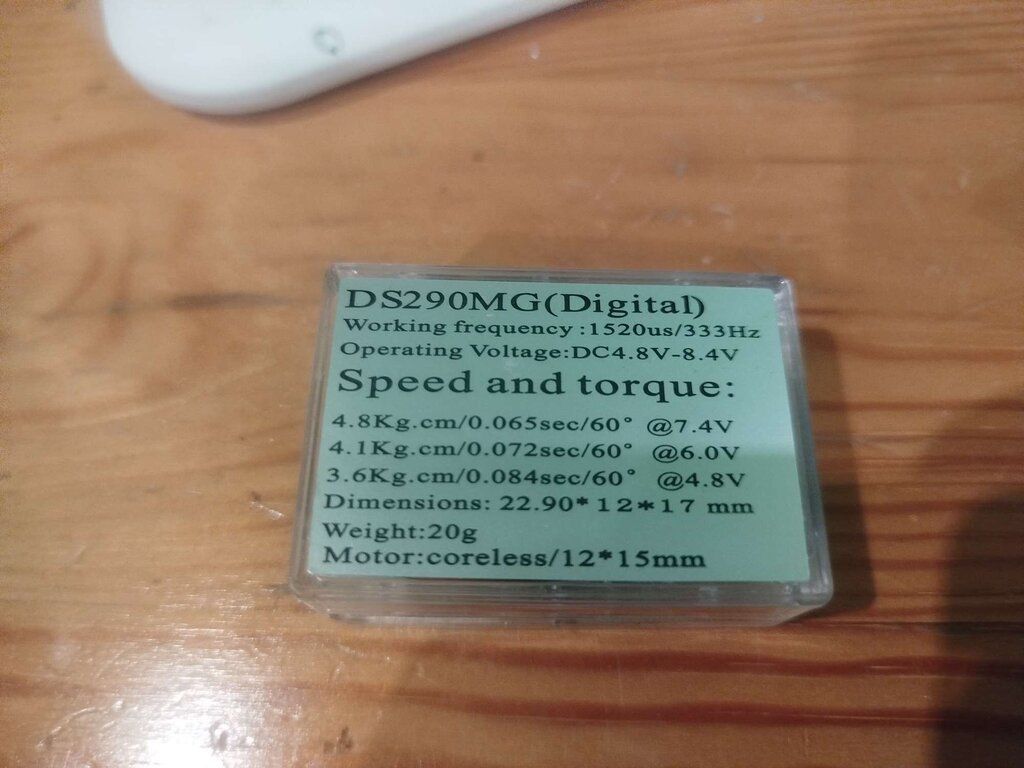 DS290MG(Digital)
Working frequency :1520us/333Hz
Operating Voltage:DC4.8V-8.4V
Speed and torque:
4.8Kg.cm/0.065sec/60° @7.4V
4.1Kg.cm/0.072sec/60° @6.0V
3.6Kg.cm/0.084sec/60° @4.8V
Dimensions: 22.90*12*17 mm
Weight:20g
Motor:coreless/12*15mm